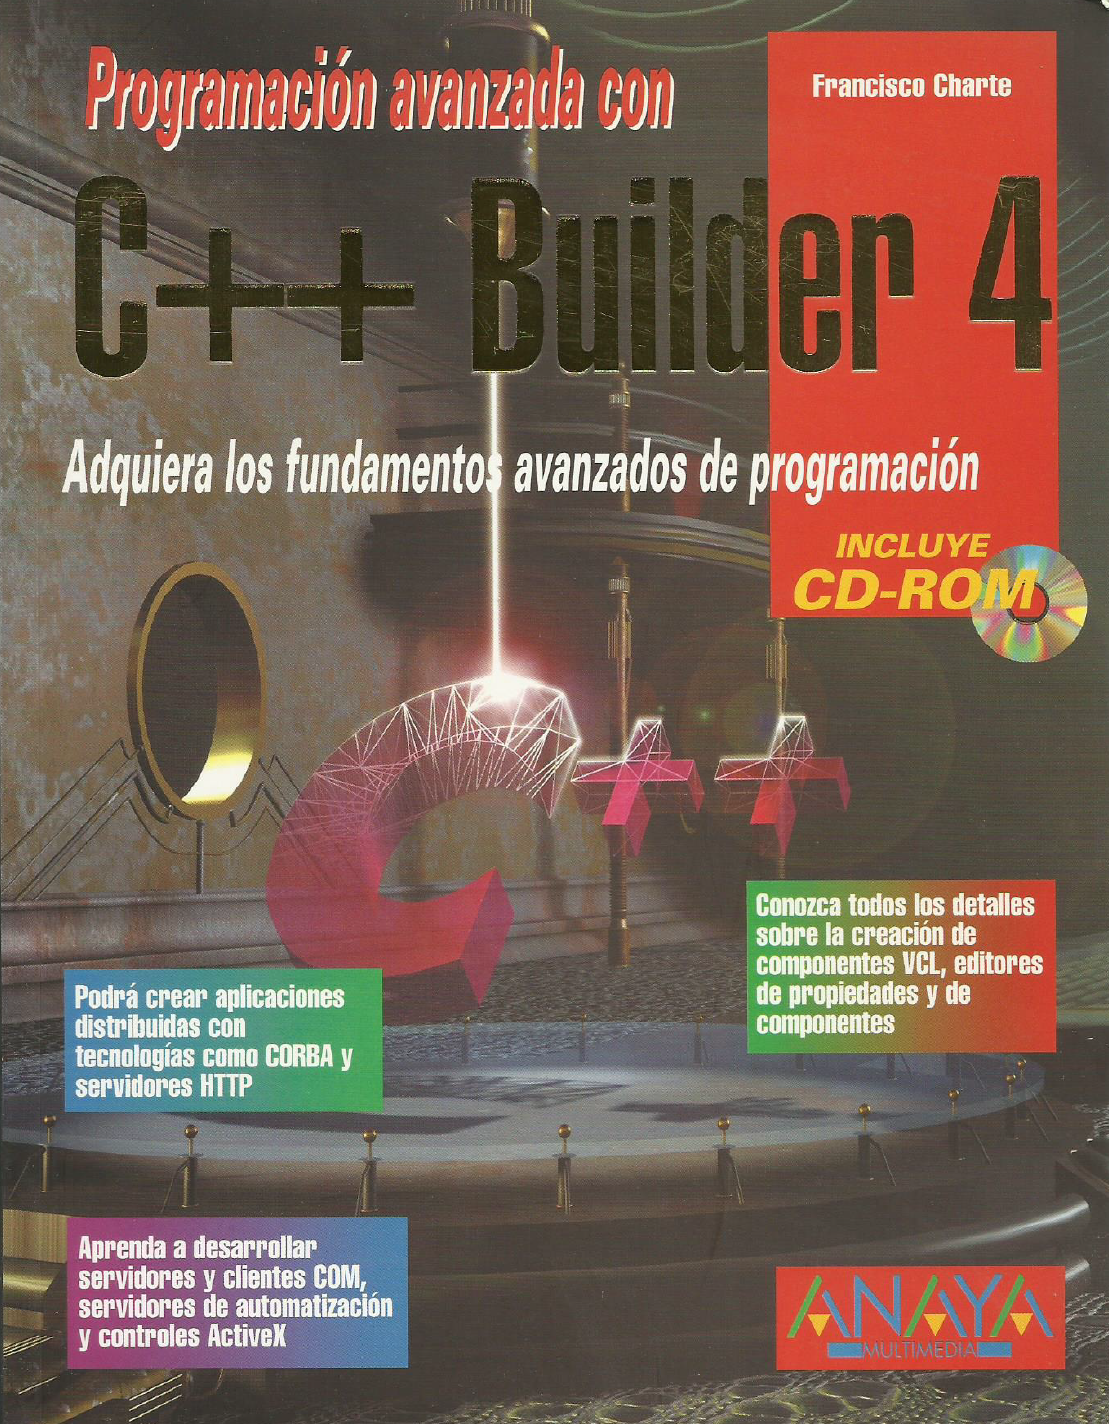 Programación avanzada con
Francisco Charte
C++ Builder 4
Adquiera los fundamentos avanzados de programación
INCLUYE
CD-ROM
C++
Conozca todos los detalles
sobre la creación de
componentes VCL, editores
de propiedades y de
componentes
Podrá crear aplicaciones
distribuidas con
tecnologías como CORBA y
servidores HTTP
Aprenda a desarrollar
servidores y clientes COM,
servidores de automatización
y controles ActiveX
ANAYA
MULTIMEDIA